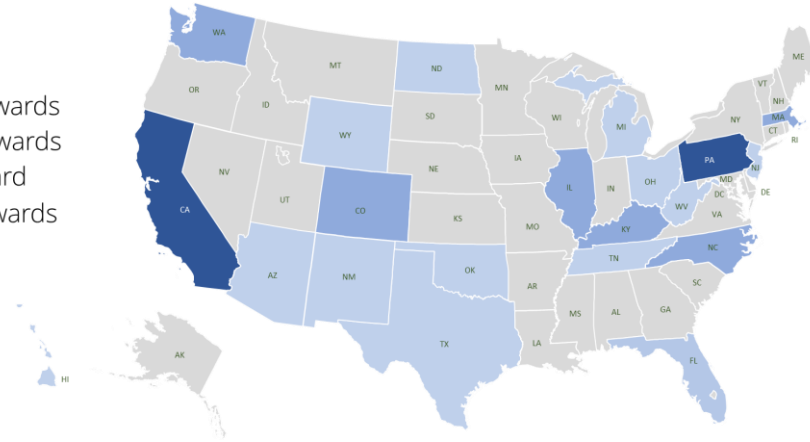 wards
wards
rd
wards
WA
MT
ND
MN
ME
VT
NH
OR
ID
SD
WI
MI
NY
MA
CT
RI
WY
IA
PA
NJ
NV
NE
IL
IN
OH
MD
DC
DE
CA
UT
CO
KS
MO
KY
WV
VA
AZ
NM
OK
TN
NC
AR
SC
TX
LA
MS
AL
GA
FL
AK
HI